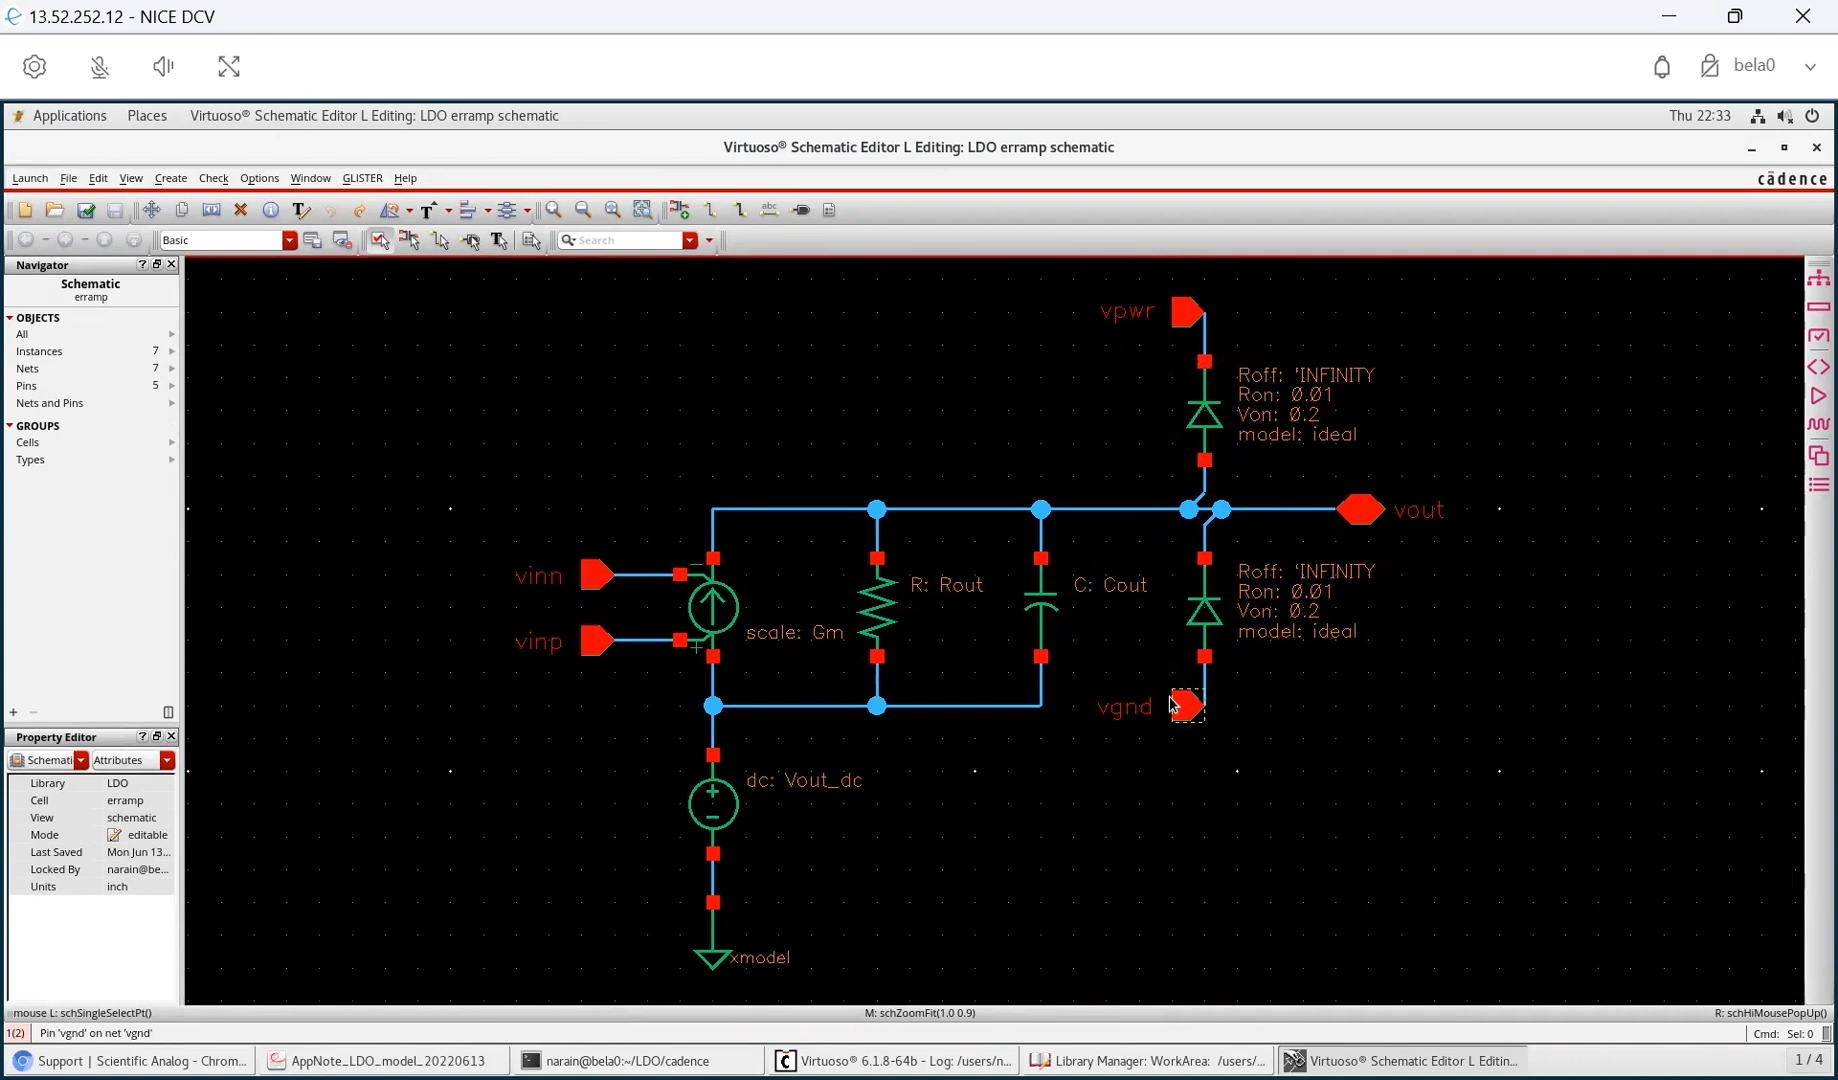 13.52.252.12 - NICE DCV
bela0
Applications Places Virtuoso® Schematic Editor L Editing: LDO erramp schematic Thu 22:33
Virtuoso® Schematic Editor L Editing: LDO erramp schematic
Launch File Edit View Create Check Options Window GLISTER Help cādence
Basic Search
Navigator
Schematic
erramp
OBJECTS
All
Instances 7
Nets 7
Pins 5
Nets and Pins
GROUPS
Cells
Types
Property Editor
Schemati Attributes
Library LDO
Cell erramp
View schematic
Mode editable
Last Saved Mon Jun 13...
Locked By narain@be...
Units inch
vpwr
Roff: 'INFINITY
Ron: 0.01
Von: 0.2
model: ideal
vout
vinn
R: Rout
C: Cout
Roff: 'INFINITY
Ron: 0.01
Von: 0.2
model: ideal
vinp
scale: Gm
vgnd
dc: Vout_dc
xmodel
mouse L: schSingleSelectPt() M: schZoomFit(1.0 0.9) R: schHiMousePopUp()
1(2) Pin 'vgnd' on net 'vgnd' Cmd: Sel: 0
Support | Scientific Analog - Chrom... AppNote_LDO_model_20220613 narain@bela0:~/LDO/cadence Virtuoso® 6.1.8-64b - Log: /users/n... Library Manager: WorkArea: /users/... Virtuoso® Schematic Editor L Editin... 1 / 4